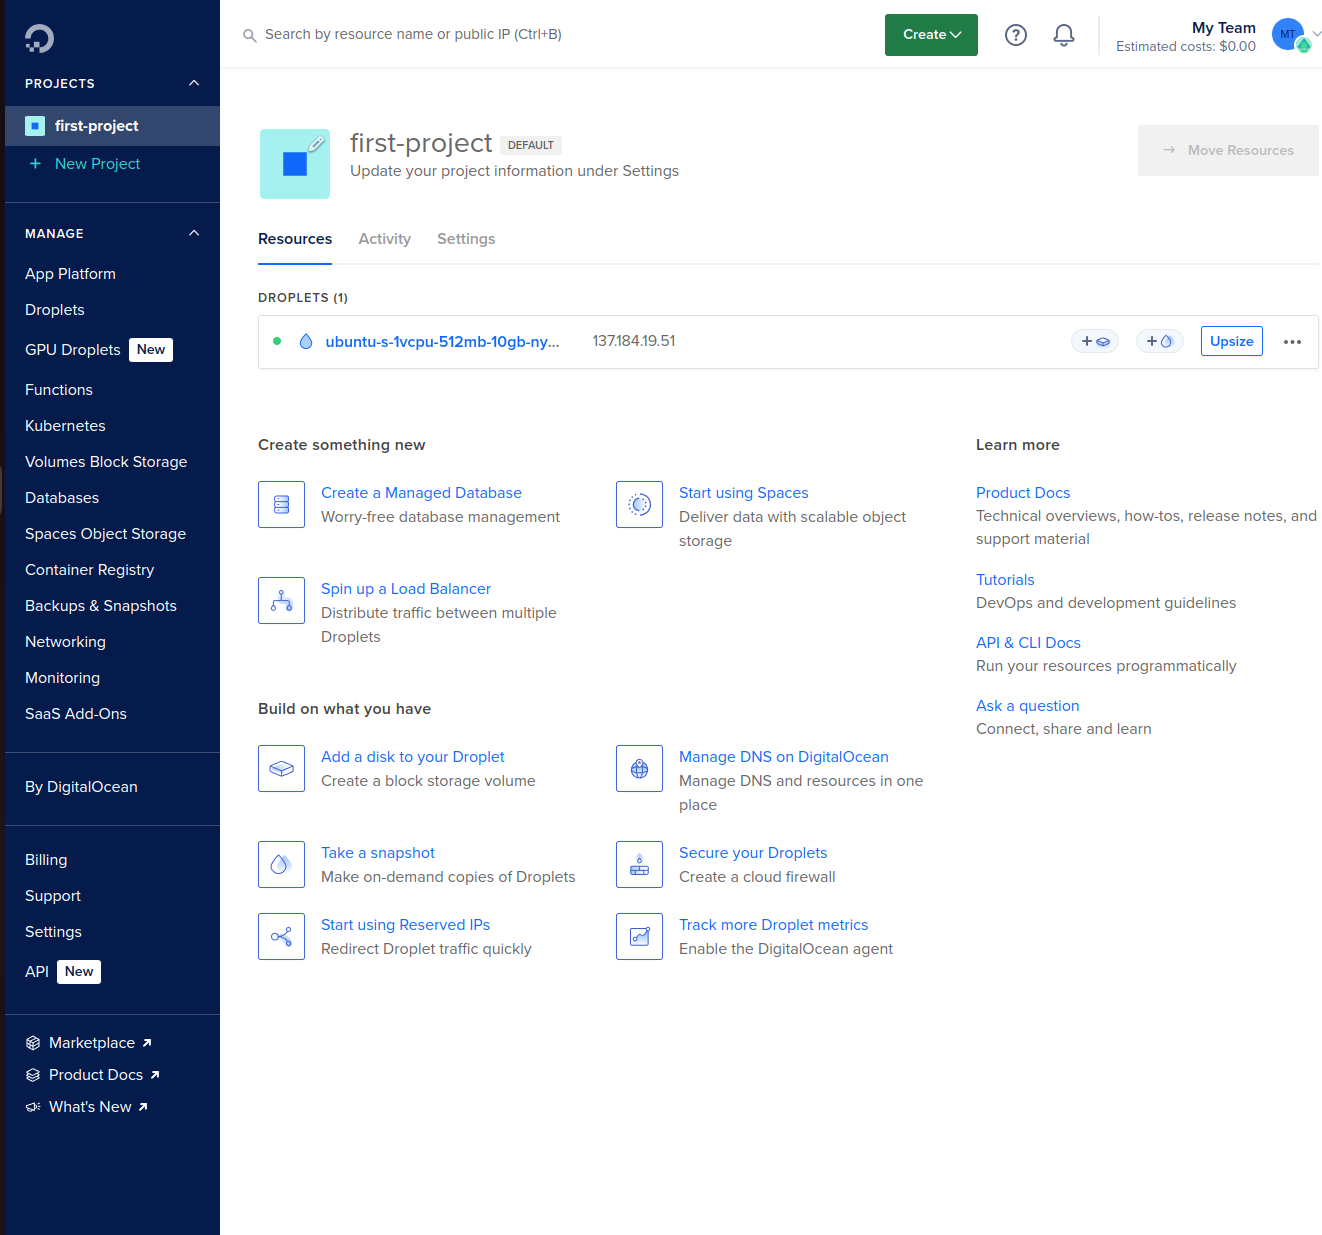 Search by resource name or public IP (Ctrl+B)
Create
My Team
Estimated costs: $0.00
MT
PROJECTS
first-project
+ New Project
MANAGE
App Platform
Droplets
GPU Droplets New
Functions
Kubernetes
Volumes Block Storage
Databases
Spaces Object Storage
Container Registry
Backups & Snapshots
Networking
Monitoring
SaaS Add-Ons
By DigitalOcean
Billing
Support
Settings
API New
Marketplace
Product Docs
What's New
first-project DEFAULT
Update your project information under Settings
→ Move Resources
Resources Activity Settings
DROPLETS (1)
ubuntu-s-1vcpu-512mb-10gb-ny... 137.184.19.51 + + Upsize
Create something new
Create a Managed Database
Worry-free database management
Start using Spaces
Deliver data with scalable object
storage
Spin up a Load Balancer
Distribute traffic between multiple
Droplets
Build on what you have
Add a disk to your Droplet
Create a block storage volume
Manage DNS on DigitalOcean
Manage DNS and resources in one
place
Take a snapshot
Make on-demand copies of Droplets
Secure your Droplets
Create a cloud firewall
Start using Reserved IPs
Redirect Droplet traffic quickly
Track more Droplet metrics
Enable the DigitalOcean agent
Learn more
Product Docs
Technical overviews, how-tos, release notes, and
support material
Tutorials
DevOps and development guidelines
API & CLI Docs
Run your resources programmatically
Ask a question
Connect, share and learn